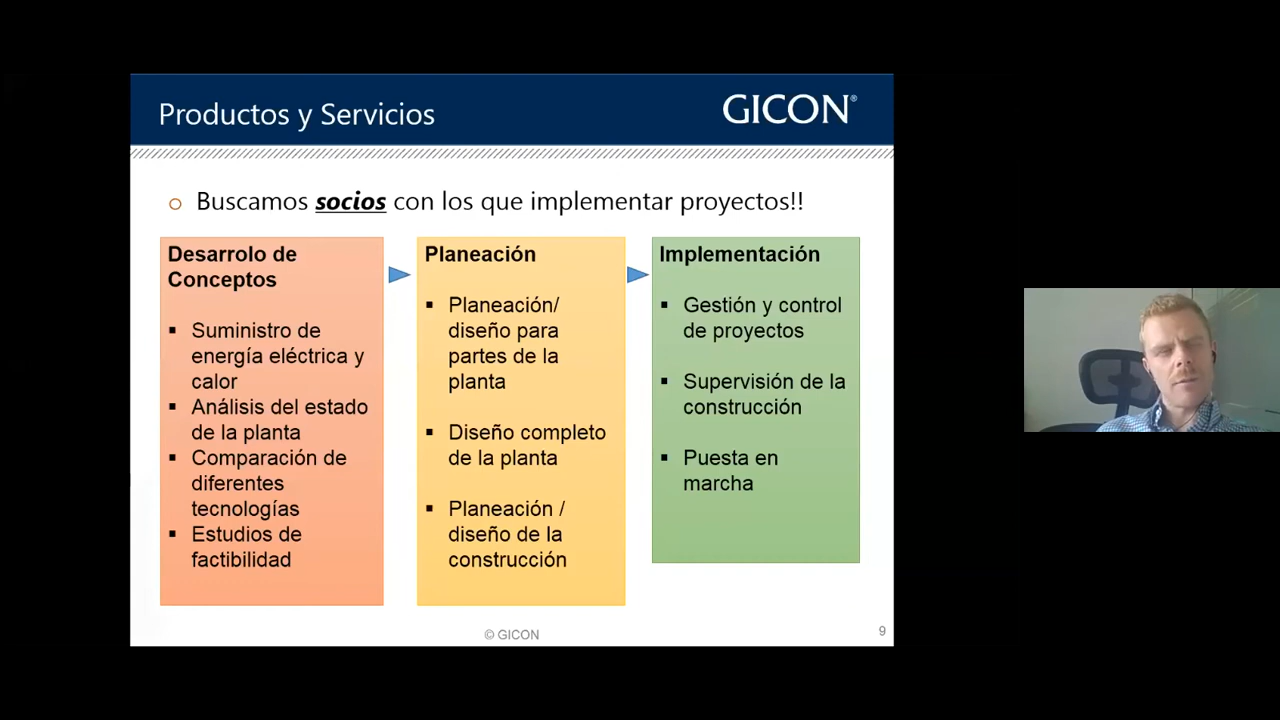 Productos y Servicios
GICON®
o Buscamos socios con los que implementar proyectos!!
Desarrolo de
Conceptos
▪ Suministro de
energía eléctrica y
calor
▪ Análisis del estado
de la planta
▪ Comparación de
diferentes
tecnologías
▪ Estudios de
factibilidad
Planeación
▪ Planeación/
diseño para
partes de la
planta
▪ Diseño completo
de la planta
▪ Planeación /
diseño de la
construcción
Implementación
▪ Gestión y control
de proyectos
▪ Supervisión de la
construcción
▪ Puesta en
marcha
© GICON
9